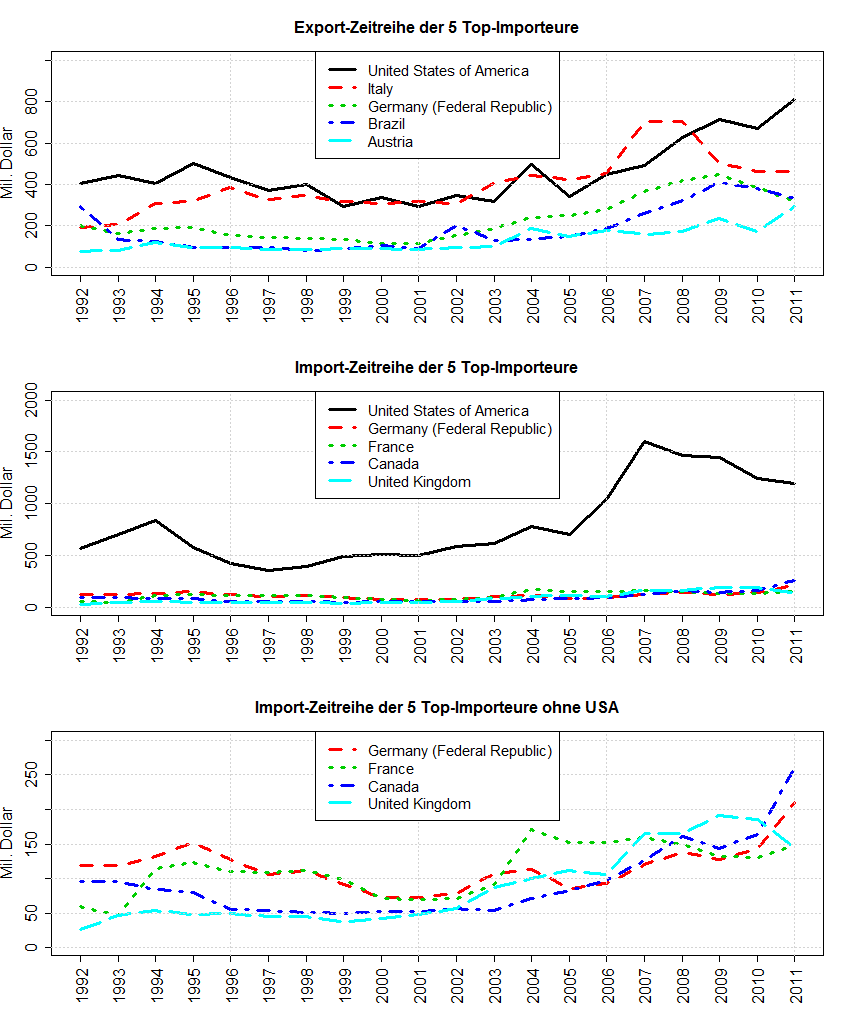 Export-Zeitreihe der 5 Top-Importeure
Mil. Dollar
800
600
400
200
0
United States of America
Italy
Germany (Federal Republic)
Brazil
Austria
1992 1993 1994 1995 1996 1997 1998 1999 2000 2001 2002 2003 2004 2005 2006 2007 2008 2009 2010 2011
Import-Zeitreihe der 5 Top-Importeure
Mil. Dollar
2000
1500
1000
500
0
United States of America
Germany (Federal Republic)
France
Canada
United Kingdom
1992 1993 1994 1995 1996 1997 1998 1999 2000 2001 2002 2003 2004 2005 2006 2007 2008 2009 2010 2011
Import-Zeitreihe der 5 Top-Importeure ohne USA
Mil. Dollar
250
150
50
0
Germany (Federal Republic)
France
Canada
United Kingdom
1992 1993 1994 1995 1996 1997 1998 1999 2000 2001 2002 2003 2004 2005 2006 2007 2008 2009 2010 2011